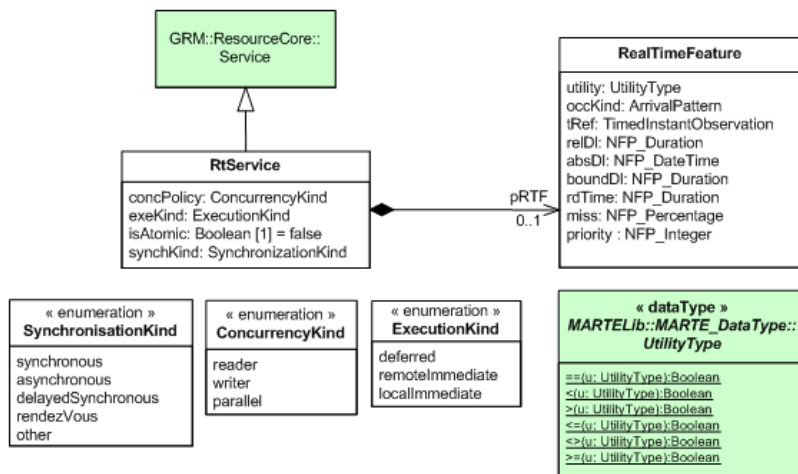 GRM::ResourceCore::
Service
RtService
concPolicy: ConcurrencyKind
exeKind: ExecutionKind
isAtomic: Boolean [1] = false
synchKind: SynchronizationKind
pRTF
0..1
RealTimeFeature
utility: UtilityType
occKind: ArrivalPattern
tRef: TimedInstantObservation
relDl: NFP_Duration
absDl: NFP_DateTime
boundDl: NFP_Duration
rdTime: NFP_Duration
miss: NFP_Percentage
priority : NFP_Integer
« enumeration »
SynchronisationKind
synchronous
asynchronous
delayedSynchronous
rendezVous
other
« enumeration »
ConcurrencyKind
reader
writer
parallel
« enumeration »
ExecutionKind
deferred
remoteImmediate
localImmediate
« dataType »
MARTELib::MARTE_DataType::
UtilityType
==(u: UtilityType):Boolean
<(u: UtilityType):Boolean
>(u: UtilityType):Boolean
<=(u: UtilityType):Boolean
<>(u: UtilityType):Boolean
>=(u: UtilityType):Boolean